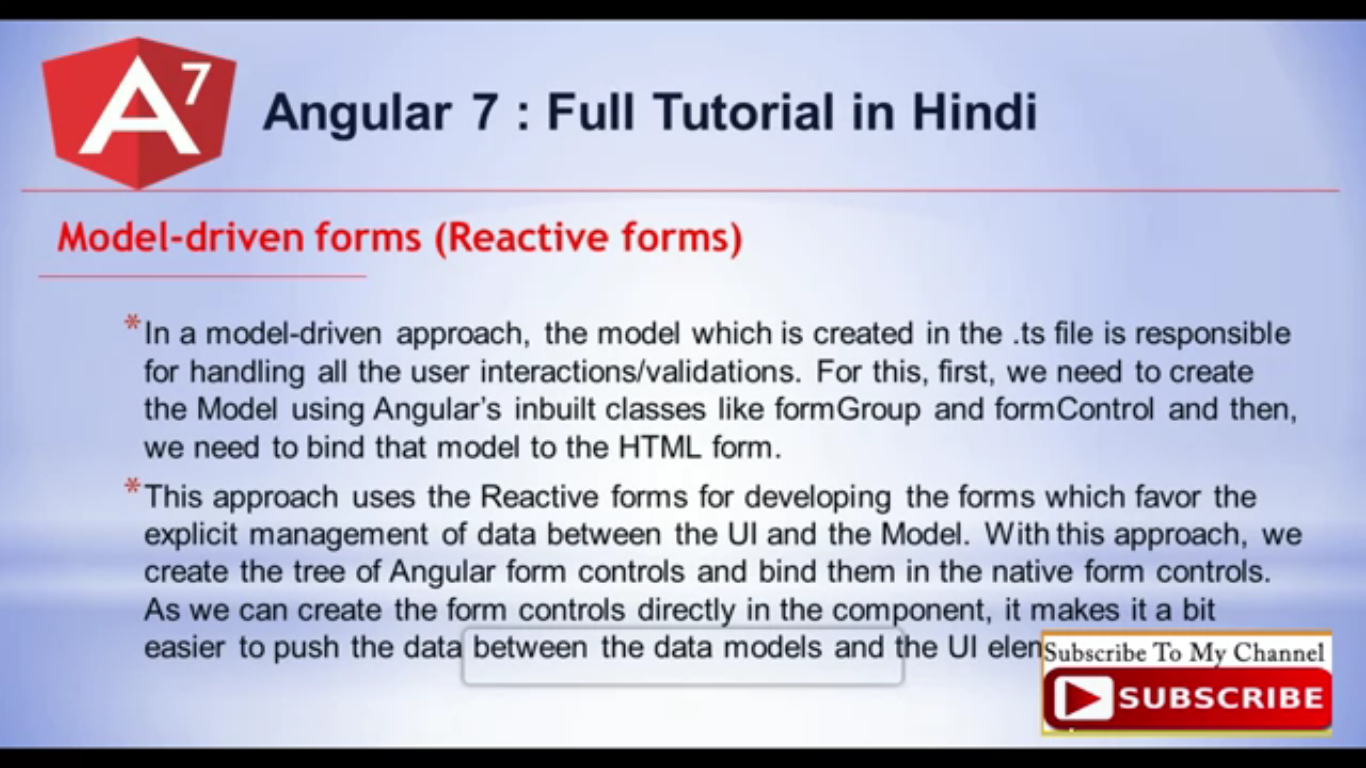 A7
Angular 7 : Full Tutorial in Hindi
Model-driven forms (Reactive forms)
*In a model-driven approach, the model which is created in the .ts file is responsible
for handling all the user interactions/validations. For this, first, we need to create
the Model using Angular's inbuilt classes like formGroup and formControl and then,
we need to bind that model to the HTML form.
*This approach uses the Reactive forms for developing the forms which favor the
explicit management of data between the UI and the Model. With this approach, we
create the tree of Angular form controls and bind them in the native form controls.
As we can create the form controls directly in the component, it makes it a bit
easier to push the data between the data models and the UI
Subscribe To My Channel
SUBSCRIBE